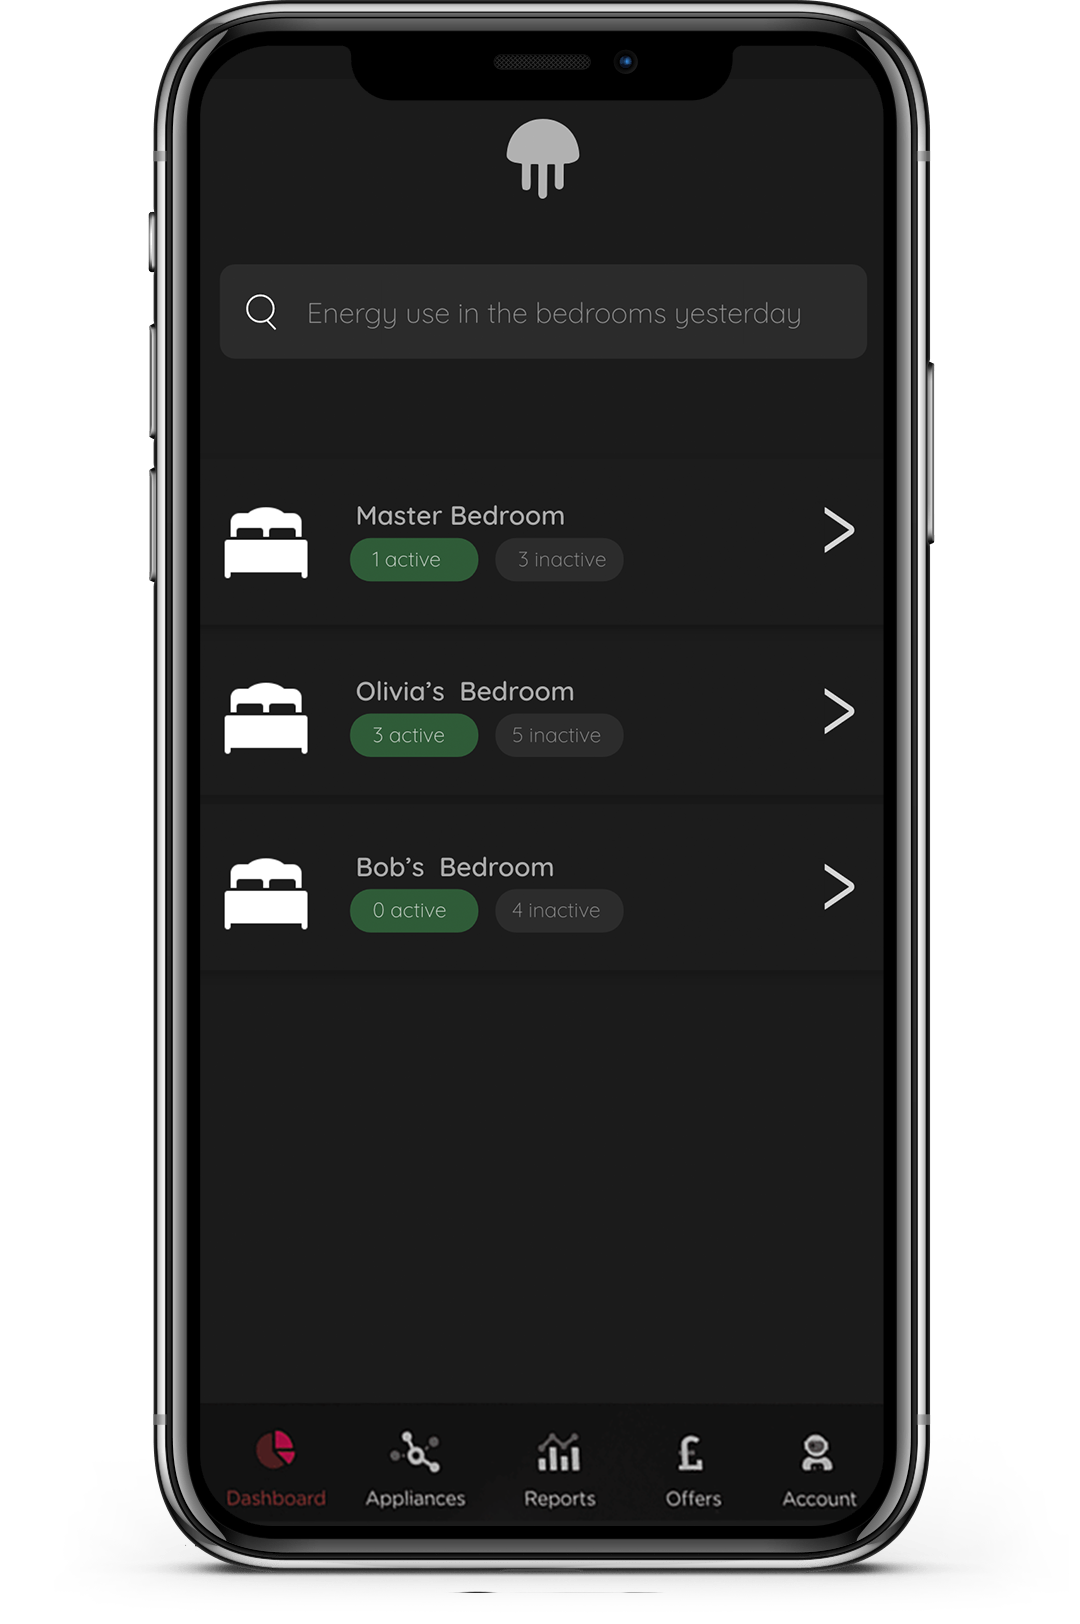 Energy use in the bedrooms yesterday
Master Bedroom
1 active 3 inactive
Olivia’s Bedroom
3 active 5 inactive
Bob’s Bedroom
0 active 4 inactive
Dashboard Appliances Reports Offers Account